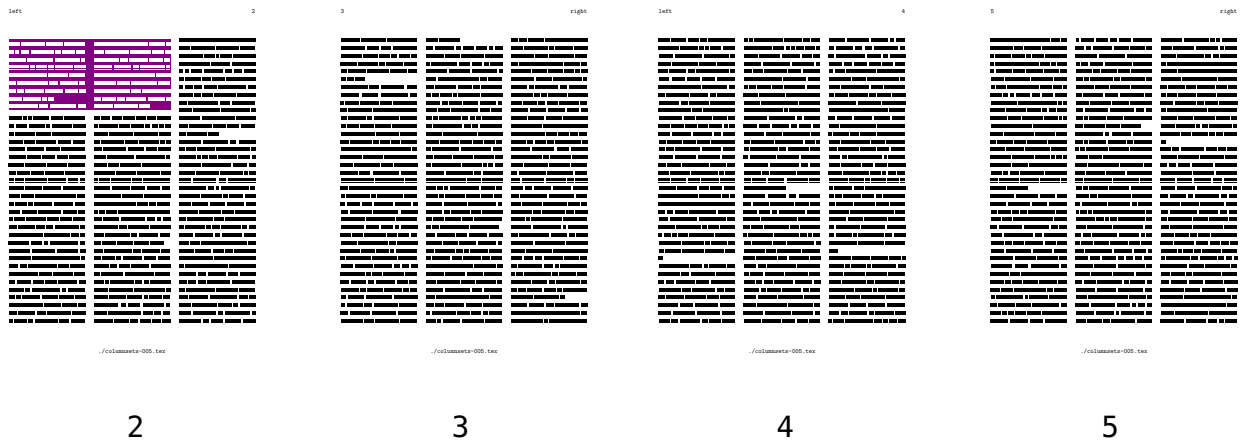 left 2 3 right left 4 5 right
./columnsets-005.tex ./columnsets-005.tex ./columnsets-005.tex ./columnsets-005.tex
2 3 4 5